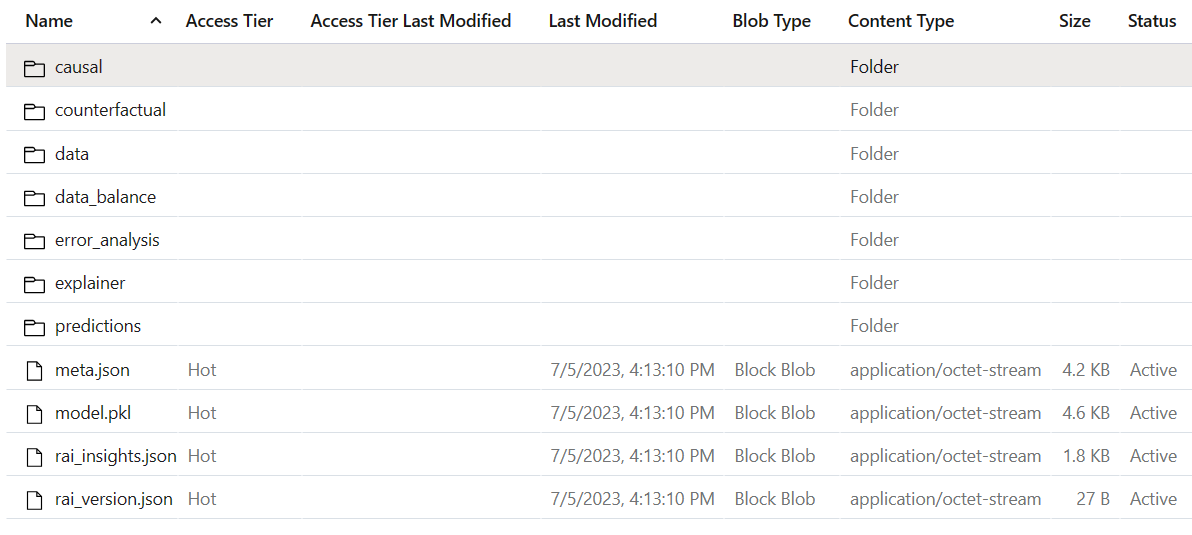 Name Access Tier Access Tier Last Modified Last Modified Blob Type Content Type Size Status
causal Folder
counterfactual Folder
data Folder
data_balance Folder
error_analysis Folder
explainer Folder
predictions Folder
meta.json Hot 7/5/2023, 4:13:10 PM Block Blob application/octet-stream 4.2 KB Active
model.pkl Hot 7/5/2023, 4:13:10 PM Block Blob application/octet-stream 4.6 KB Active
rai_insights.json Hot 7/5/2023, 4:13:10 PM Block Blob application/octet-stream 1.8 KB Active
rai_version.json Hot 7/5/2023, 4:13:10 PM Block Blob application/octet-stream 27 B Active